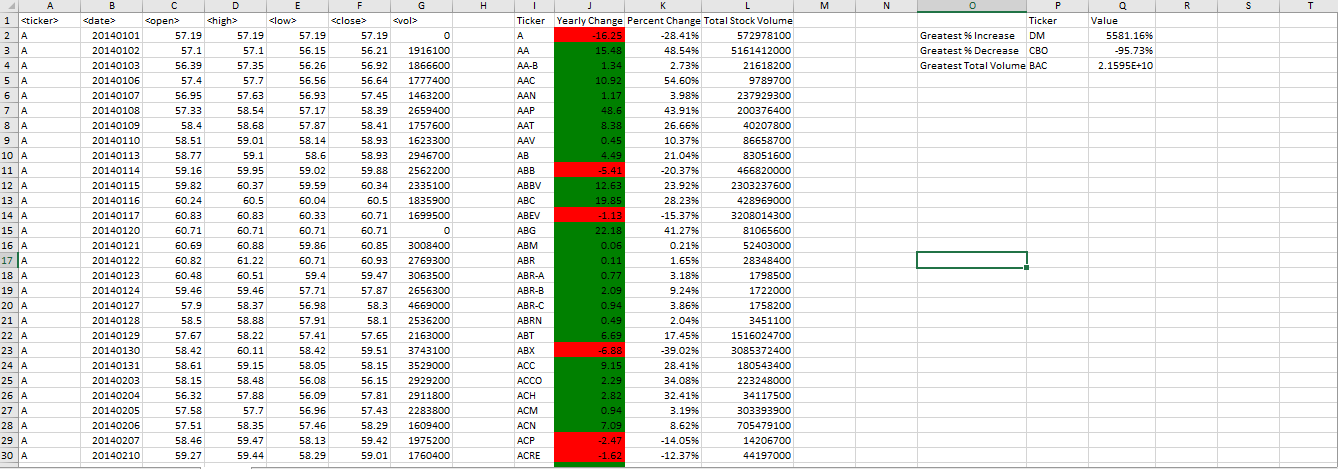 A B C D E F G H I J K L M N O P Q R S T
1 <ticker> <date> <open> <high> <low> <close> <vol> Ticker Yearly Change Percent Change Total Stock Volume Ticker Value
2 A 20140101 57.19 57.19 57.19 57.19 0 A -16.25 -28.41% 572978100 Greatest % Increase DM 5581.16%
3 A 20140102 57.1 57.1 56.15 56.21 1916100 AA 15.48 48.54% 5161412000 Greatest % Decrease CBO -95.73%
4 A 20140103 56.39 57.35 56.26 56.92 1866600 AA-B 1.34 2.73% 21618200 Greatest Total Volume BAC 2.1595E+10
5 A 20140106 57.4 57.7 56.56 56.64 1777400 AAC 10.92 54.60% 9789700
6 A 20140107 56.95 57.63 56.93 57.45 1463200 AAN 1.17 3.98% 237929300
7 A 20140108 57.33 58.54 57.17 58.39 2659400 AAP 48.6 43.91% 200376400
8 A 20140109 58.4 58.68 57.87 58.41 1757600 AAT 8.38 26.66% 40207800
9 A 20140110 58.51 59.01 58.14 58.93 1623300 AAV 0.45 10.37% 86658700
10 A 20140113 58.77 59.1 58.6 58.93 2946700 AB 4.49 21.04% 83051600
11 A 20140114 59.16 59.95 59.02 59.88 2562200 ABB -5.41 -20.37% 466820000
12 A 20140115 59.82 60.37 59.59 60.34 2335100 ABBV 12.63 23.92% 2303237600
13 A 20140116 60.24 60.5 60.04 60.5 1835900 ABC 19.85 28.23% 428969000
14 A 20140117 60.83 60.83 60.33 60.71 1699500 ABEV -1.13 -15.37% 3208014300
15 A 20140120 60.71 60.71 60.71 60.71 0 ABG 22.18 41.27% 81065600
16 A 20140121 60.69 60.88 59.86 60.85 3008400 ABM 0.06 0.21% 52403000
17 A 20140122 60.82 61.22 60.71 60.93 2769300 ABR 0.11 1.65% 28348400
18 A 20140123 60.48 60.51 59.4 59.47 3063500 ABR-A 0.77 3.18% 1798500
19 A 20140124 59.46 59.46 57.71 57.87 2656300 ABR-B 2.09 9.24% 1722000
20 A 20140127 57.9 58.37 56.98 58.3 4669000 ABR-C 0.94 3.86% 1758200
21 A 20140128 58.5 58.88 57.91 58.1 2536200 ABRN 0.49 2.04% 3451100
22 A 20140129 57.67 58.22 57.41 57.65 2163000 ABT 6.69 17.45% 1516024700
23 A 20140130 58.42 60.11 58.42 59.51 3743100 ABX -6.88 -39.02% 3085372400
24 A 20140131 58.61 59.15 58.05 58.15 3529000 ACC 9.15 28.41% 180543400
25 A 20140203 58.15 58.48 56.08 56.15 2929200 ACCO 2.29 34.08% 223248000
26 A 20140204 56.32 57.88 56.09 57.81 2911800 ACH 2.82 32.41% 34117500
27 A 20140205 57.58 57.7 56.96 57.43 2283800 ACM 0.94 3.19% 303393900
28 A 20140206 57.51 58.35 57.46 58.29 1609400 ACN 7.09 8.62% 705479100
29 A 20140207 58.46 59.47 58.13 59.42 1975200 ACP -2.47 -14.05% 14206700
30 A 20140210 59.27 59.44 58.29 59.01 1760400 ACRE -1.62 -12.37% 44197000